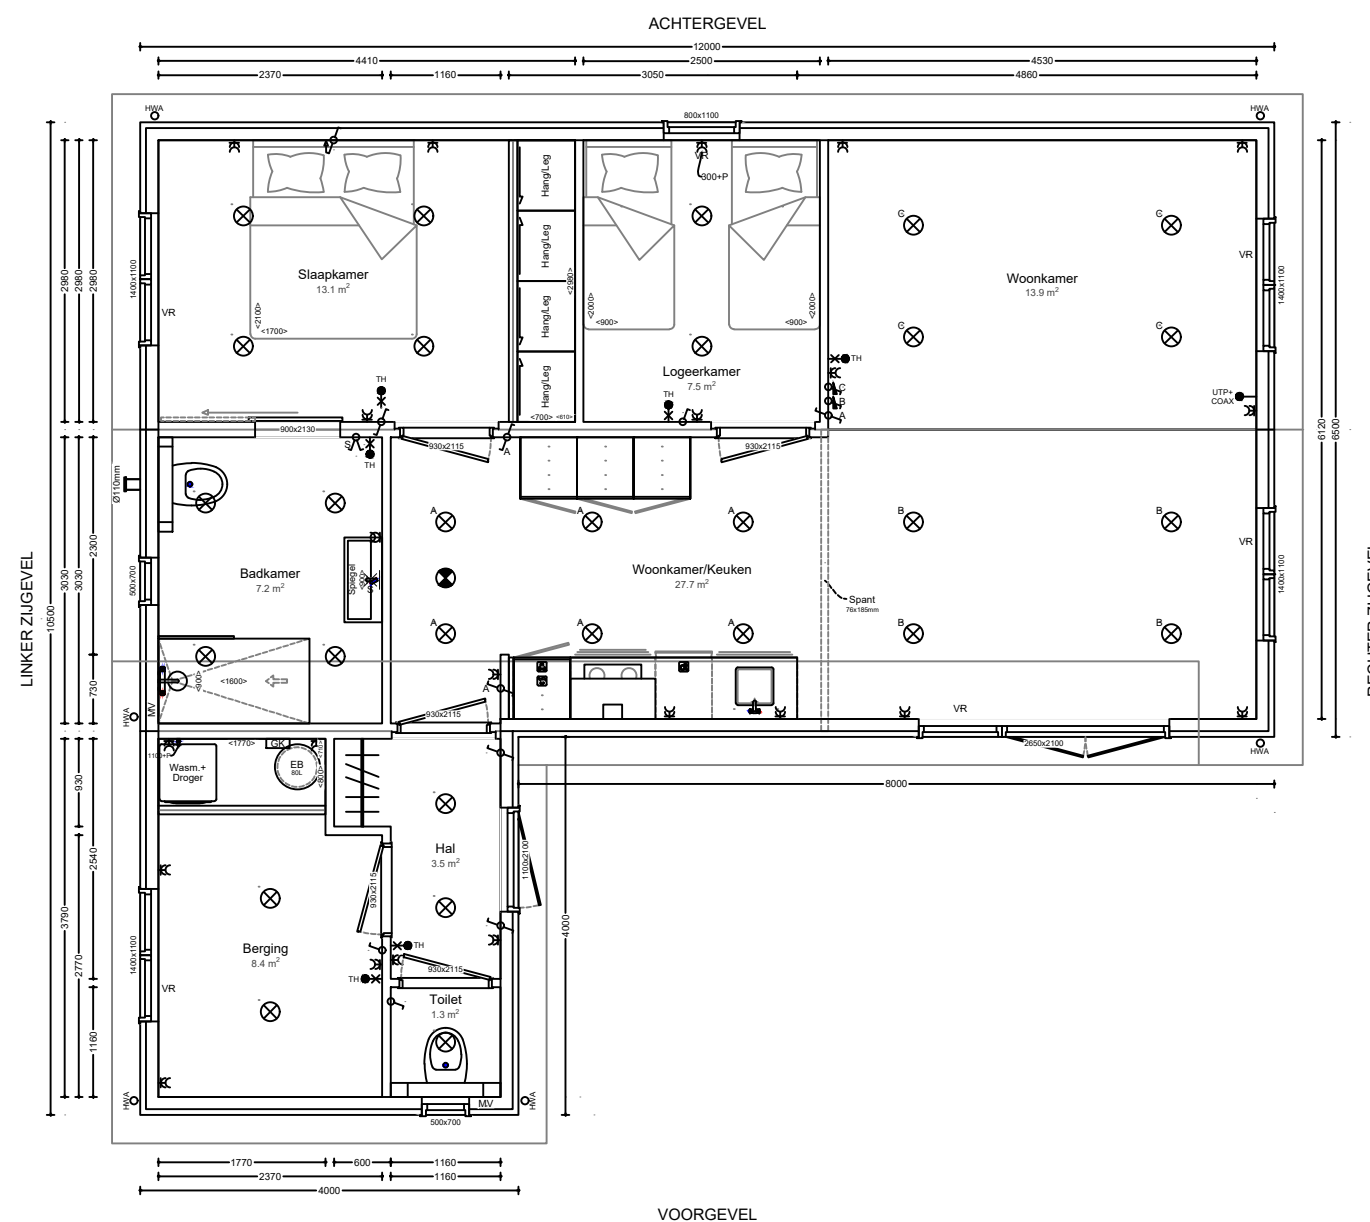 ACHTERGEVEL
12000
4410
2500
4530
2370
1160
3050
4860
HWA
HWA
800x1100
VR
300+P
Hang/Leg
Hang/Leg
Hang/Leg
Hang/Leg
<2980>
<700>
<610>
Slaapkamer
13.1 m²
<2100>
<1700>
VR
1400x1100
TH
Logeerkamer
7.5 m²
<2000>
<900>
<2000>
<900>
TH
Woonkamer
13.9 m²
C
C
C
C
VR
1400x1100
TH
C
B
A
UTP+
COAX
2980
2980
2980
6120
6500
900x2130
930x2115
930x2115
S
TH
A
Ø110mm
Badkamer
7.2 m²
500x700
Spiegel
<900>
S
<1600>
<900>
MV
HWA
A
A
A
A
A
A
A
Woonkamer/Keuken
27.7 m²
Spant
76x185mm
B
B
B
B
VR
1400x1100
VR
2650x2100
HWA
LINKER ZIJGEVEL
10500
3030
3030
2300
730
930x2115
8000
<1770>
GK
1100+P
Wasm.+
Droger
EB
80L
<800>
Hal
3.5 m²
1100x2100
930x2115
TH
930x2115
4000
Berging
8.4 m²
TH
VR
1400x1100
Toilet
1.3 m²
MV
500x700
HWA
HWA
930
2540
3790
2770
1160
1770
600
1160
2370
1160
4000
VOORGEVEL